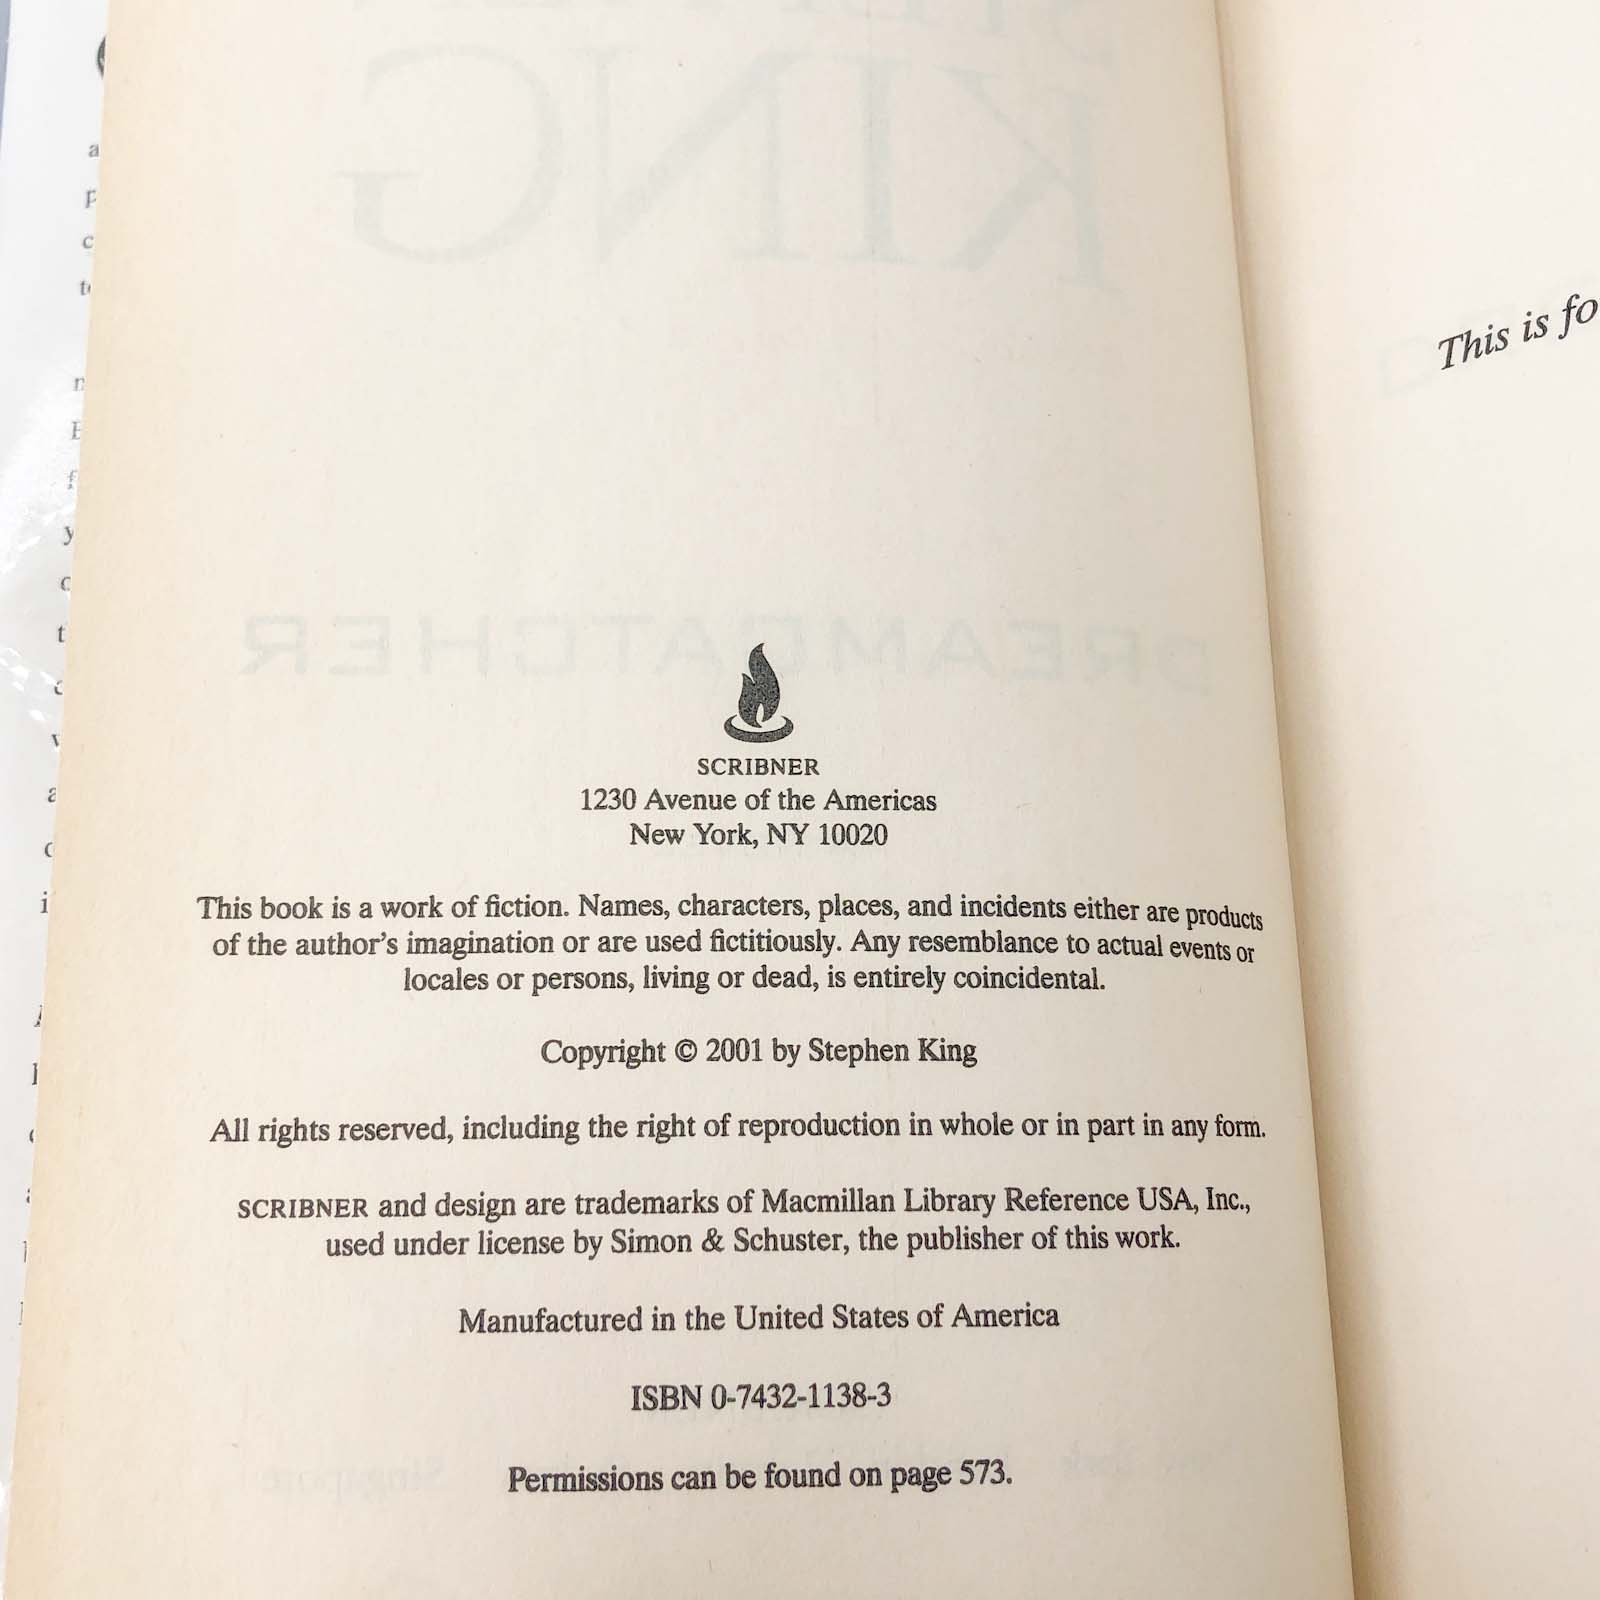 SCRIBNER
1230 Avenue of the Americas
New York, NY 10020
This book is a work of fiction. Names, characters, places, and incidents either are products
of the author's imagination or are used fictitiously. Any resemblance to actual events or
locales or persons, living or dead, is entirely coincidental.
Copyright © 2001 by Stephen King
All rights reserved, including the right of reproduction in whole or in part in any form.
SCRIBNER and design are trademarks of Macmillan Library Reference USA, Inc.,
used under license by Simon & Schuster, the publisher of this work.
Manufactured in the United States of America
ISBN 0-7432-1138-3
Permissions can be found on page 573.
KING
DREAMCATCHER
Singapore
This is fo